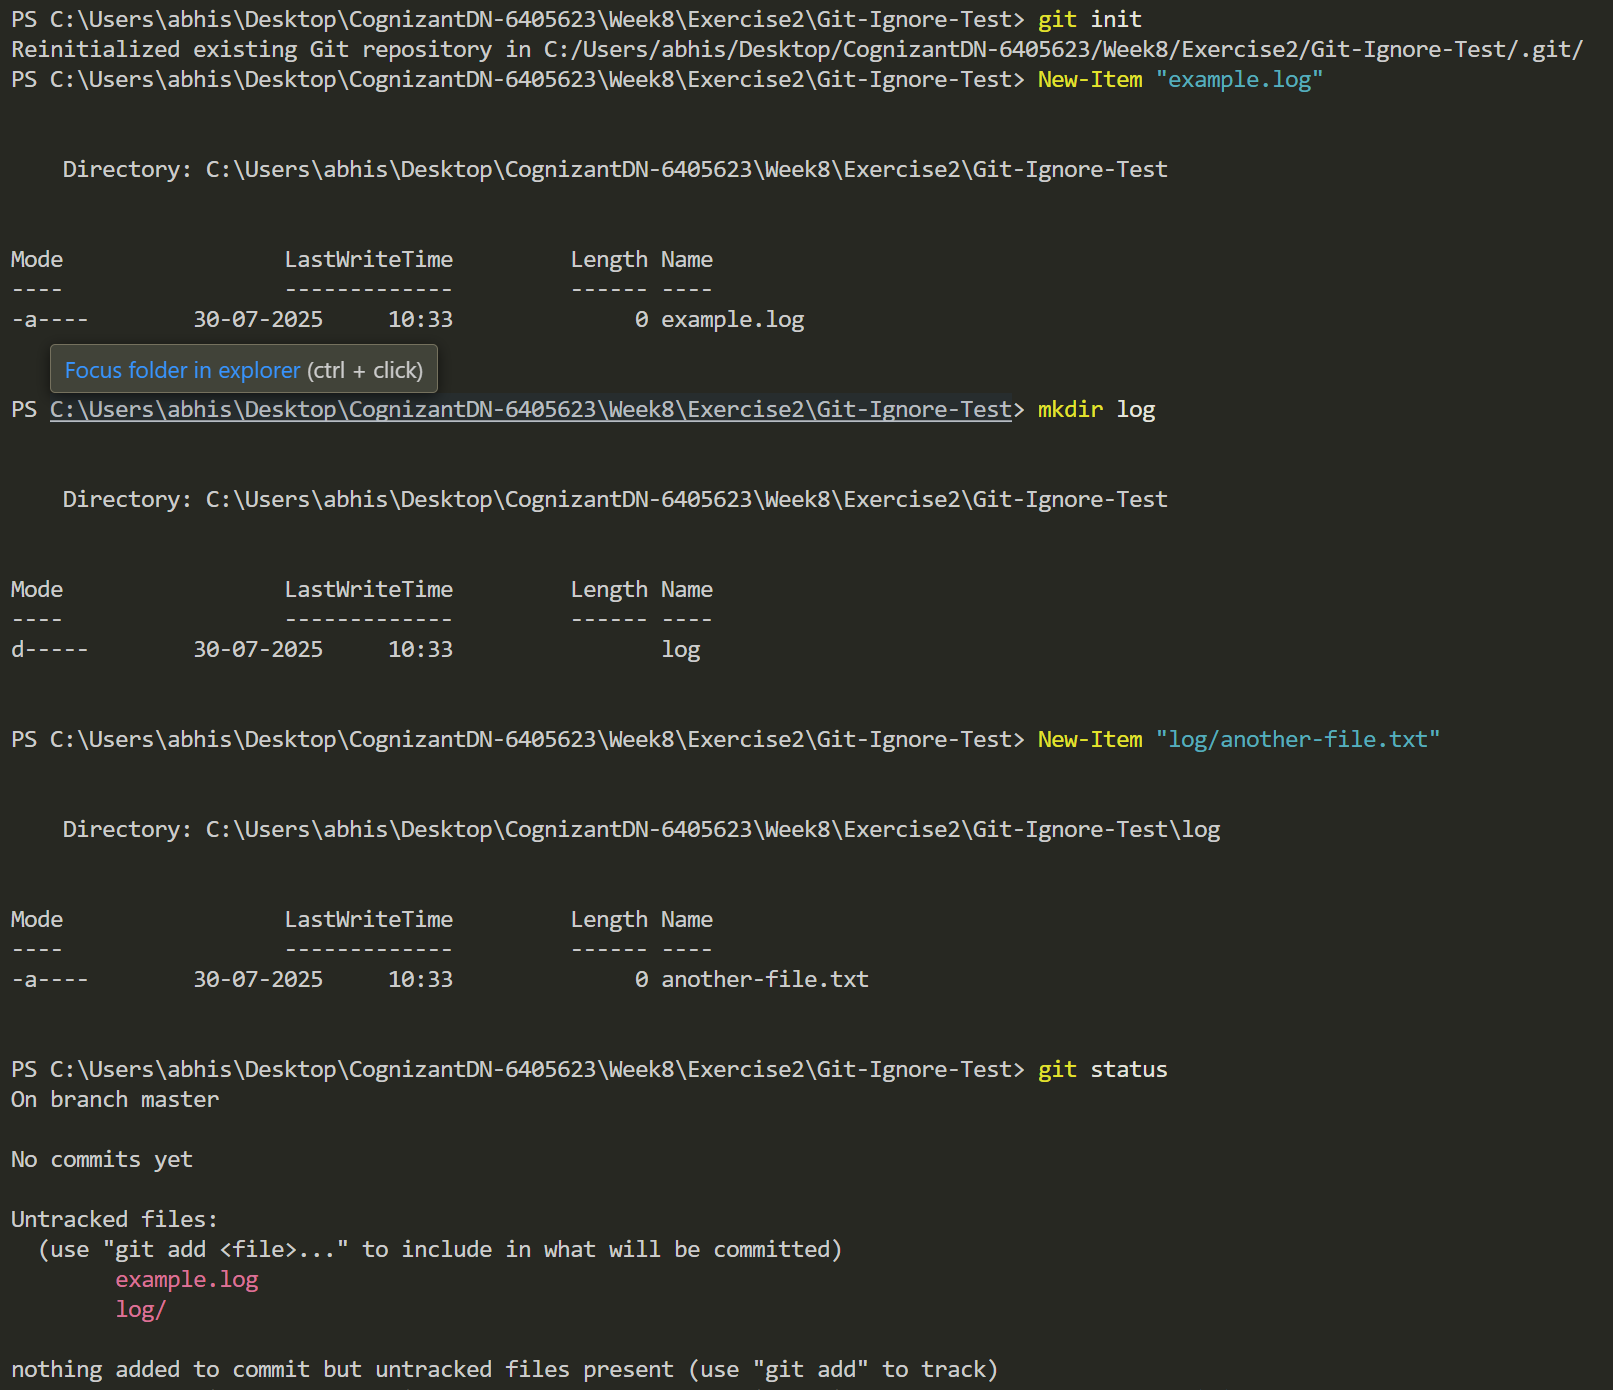 PS C:\Users\abhis\Desktop\CognizantDN-6405623\Week8\Exercise2\Git-Ignore-Test> git init
Reinitialized existing Git repository in C:/Users/abhis/Desktop/CognizantDN-6405623/Week8/Exercise2/Git-Ignore-Test/.git/
PS C:\Users\abhis\Desktop\CognizantDN-6405623\Week8\Exercise2\Git-Ignore-Test> New-Item "example.log"
    Directory: C:\Users\abhis\Desktop\CognizantDN-6405623\Week8\Exercise2\Git-Ignore-Test
Mode                 LastWriteTime         Length Name
----                 -------------         ------ ----
-a----        30-07-2025     10:33              0 example.log
Focus folder in explorer (ctrl + click)
PS C:\Users\abhis\Desktop\CognizantDN-6405623\Week8\Exercise2\Git-Ignore-Test> mkdir log
    Directory: C:\Users\abhis\Desktop\CognizantDN-6405623\Week8\Exercise2\Git-Ignore-Test
Mode                 LastWriteTime         Length Name
----                 -------------         ------ ----
d-----        30-07-2025     10:33                log
PS C:\Users\abhis\Desktop\CognizantDN-6405623\Week8\Exercise2\Git-Ignore-Test> New-Item "log/another-file.txt"
    Directory: C:\Users\abhis\Desktop\CognizantDN-6405623\Week8\Exercise2\Git-Ignore-Test\log
Mode                 LastWriteTime         Length Name
----                 -------------         ------ ----
-a----        30-07-2025     10:33              0 another-file.txt
PS C:\Users\abhis\Desktop\CognizantDN-6405623\Week8\Exercise2\Git-Ignore-Test> git status
On branch master
No commits yet
Untracked files:
  (use "git add <file>..." to include in what will be committed)
        example.log
        log/
nothing added to commit but untracked files present (use "git add" to track)